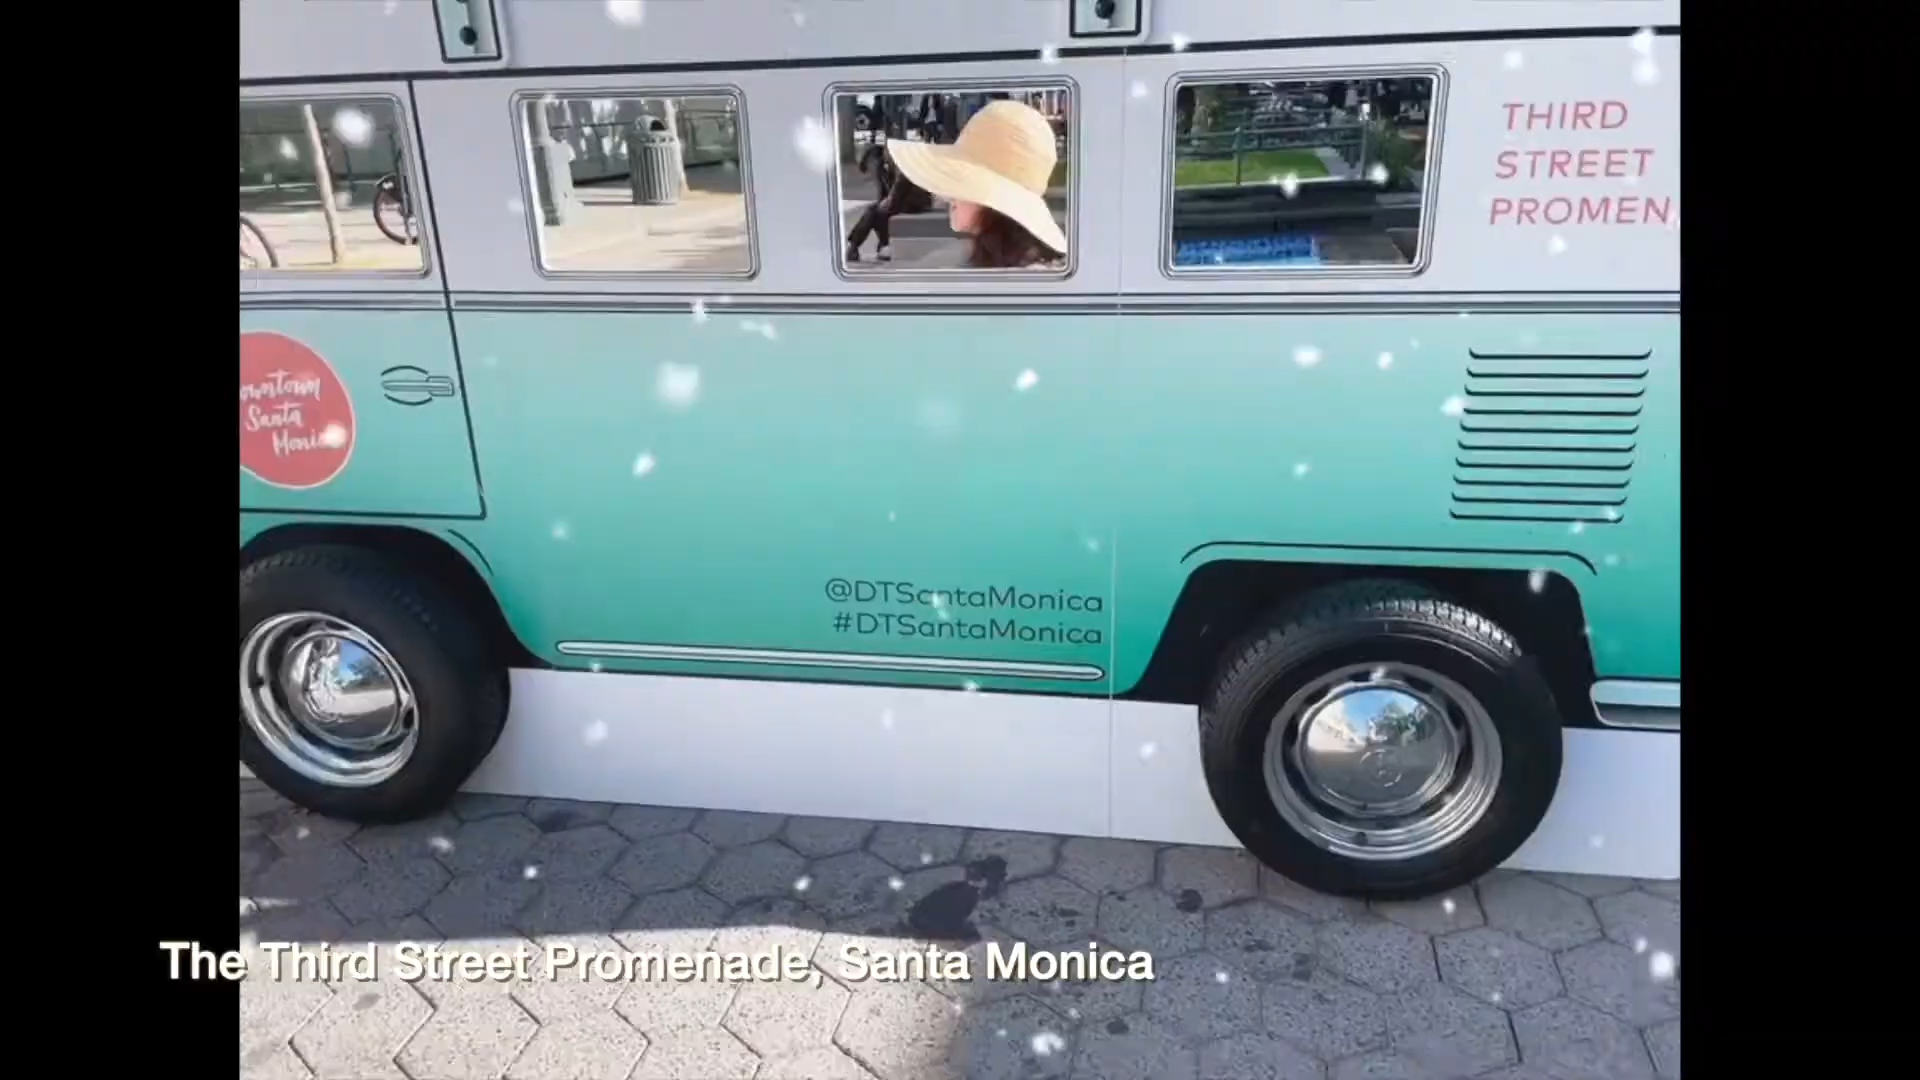 THIRD
STREET
PROMEN
Santa
@DTSantaMonica
#DTSantaMonica
The Third Street Promenade, Santa Monica